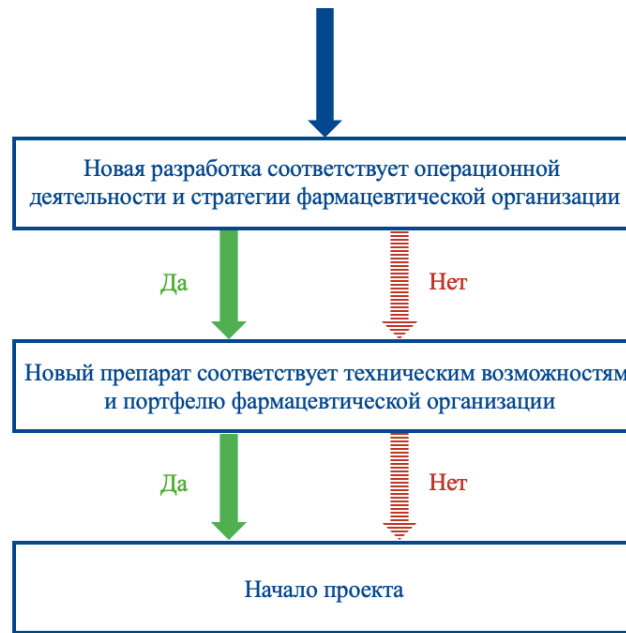 Новая разработка соответствует операционной
деятельности и стратегии фармацевтической организации
Да
Нет
Новый препарат соответствует техническим возможностям
и портфелю фармацевтической организации
Да
Нет
Начало проекта